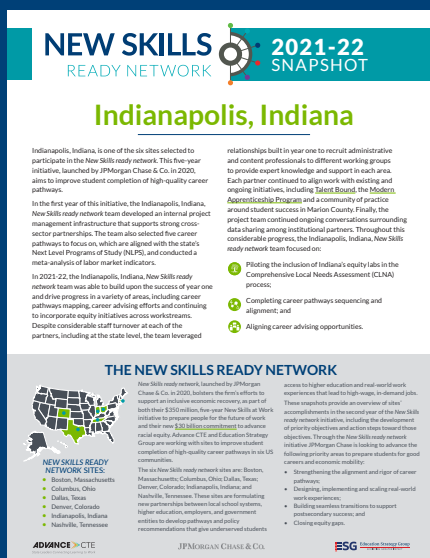 NEW SKILLS
READY NETWORK
2021-22
SNAPSHOT
Indianapolis, Indiana
Indianapolis, Indiana, is one of the six sites selected to
participate in the New Skills ready network. This five-year
initiative, launched by JPMorgan Chase & Co. in 2020,
aims to improve student completion of high-quality career
pathways.
In the first year of this initiative, the Indianapolis, Indiana,
New Skills ready network team developed an internal project
management infrastructure that supports strong cross-
sector partnerships. The team also selected five career
pathways to focus on, which are aligned with the state's
Next Level Programs of Study (NLPS), and conducted a
meta-analysis of labor market indicators.
In 2021-22, the Indianapolis, Indiana, New Skills ready
network team was able to build upon the success of year one
and drive progress in a variety of areas, including career
pathways mapping, career advising efforts and continuing
to incorporate equity initiatives across workstreams.
Despite considerable staff turnover at each of the
partners, including at the state level, the team leveraged
relationships built in year one to recruit administrative
and content professionals to different working groups
to provide expert knowledge and support in each area.
Each partner continued to align work with existing and
ongoing initiatives, including Talent Bound, the Modern
Apprenticeship Program and a community of practice
around student success in Marion County. Finally, the
project team continued ongoing conversations surrounding
data sharing among institutional partners. Throughout this
considerable progress, the Indianapolis, Indiana, New Skills
ready network team focused on:
Piloting the inclusion of Indiana's equity labs in the
Comprehensive Local Needs Assessment (CLNA)
process;
Completing career pathways sequencing and
alignment; and
Aligning career advising opportunities.
THE NEW SKILLS READY NETWORK
NEW SKILLS READY
NETWORK SITES:
• Boston, Massachusetts
• Columbus, Ohio
• Dallas, Texas
• Denver, Colorado
• Indianapolis, Indiana
• Nashville, Tennessee
New Skills ready network, launched by JPMorgan
Chase & Co. in 2020, bolsters the firm's efforts to
support an inclusive economic recovery, as part of
both their $350 million, five-year New Skills at Work
initiative to prepare people for the future of work
and their new $30 billion commitment to advance
racial equity. Advance CTE and Education Strategy
Group are working with sites to improve student
completion of high-quality career pathways in six US
communities.
The six New Skills ready network sites are: Boston,
Massachusetts; Columbus, Ohio; Dallas, Texas;
Denver, Colorado; Indianapolis, Indiana; and
Nashville, Tennessee. These sites are formulating
new partnerships between local school systems,
higher education, employers, and government
entities to develop pathways and policy
recommendations that give underserved students
access to higher education and real-world work
experiences that lead to high-wage, in-demand jobs.
These snapshots provide an overview of sites'
accomplishments in the second year of the New Skills
ready network initiative, including the development
of priority objectives and action steps toward those
objectives. Through the New Skills ready network
initiative, JPMorgan Chase is looking to advance the
following priority areas to prepare students for good
careers and economic mobility:
• Strengthening the alignment and rigor of career
pathways;
• Designing, implementing and scaling real-world
work experiences;
• Building seamless transitions to support
postsecondary success; and
• Closing equity gaps.
ADVANCE CTE
JPMORGAN CHASE & CO.
ESG Education Strategy Group